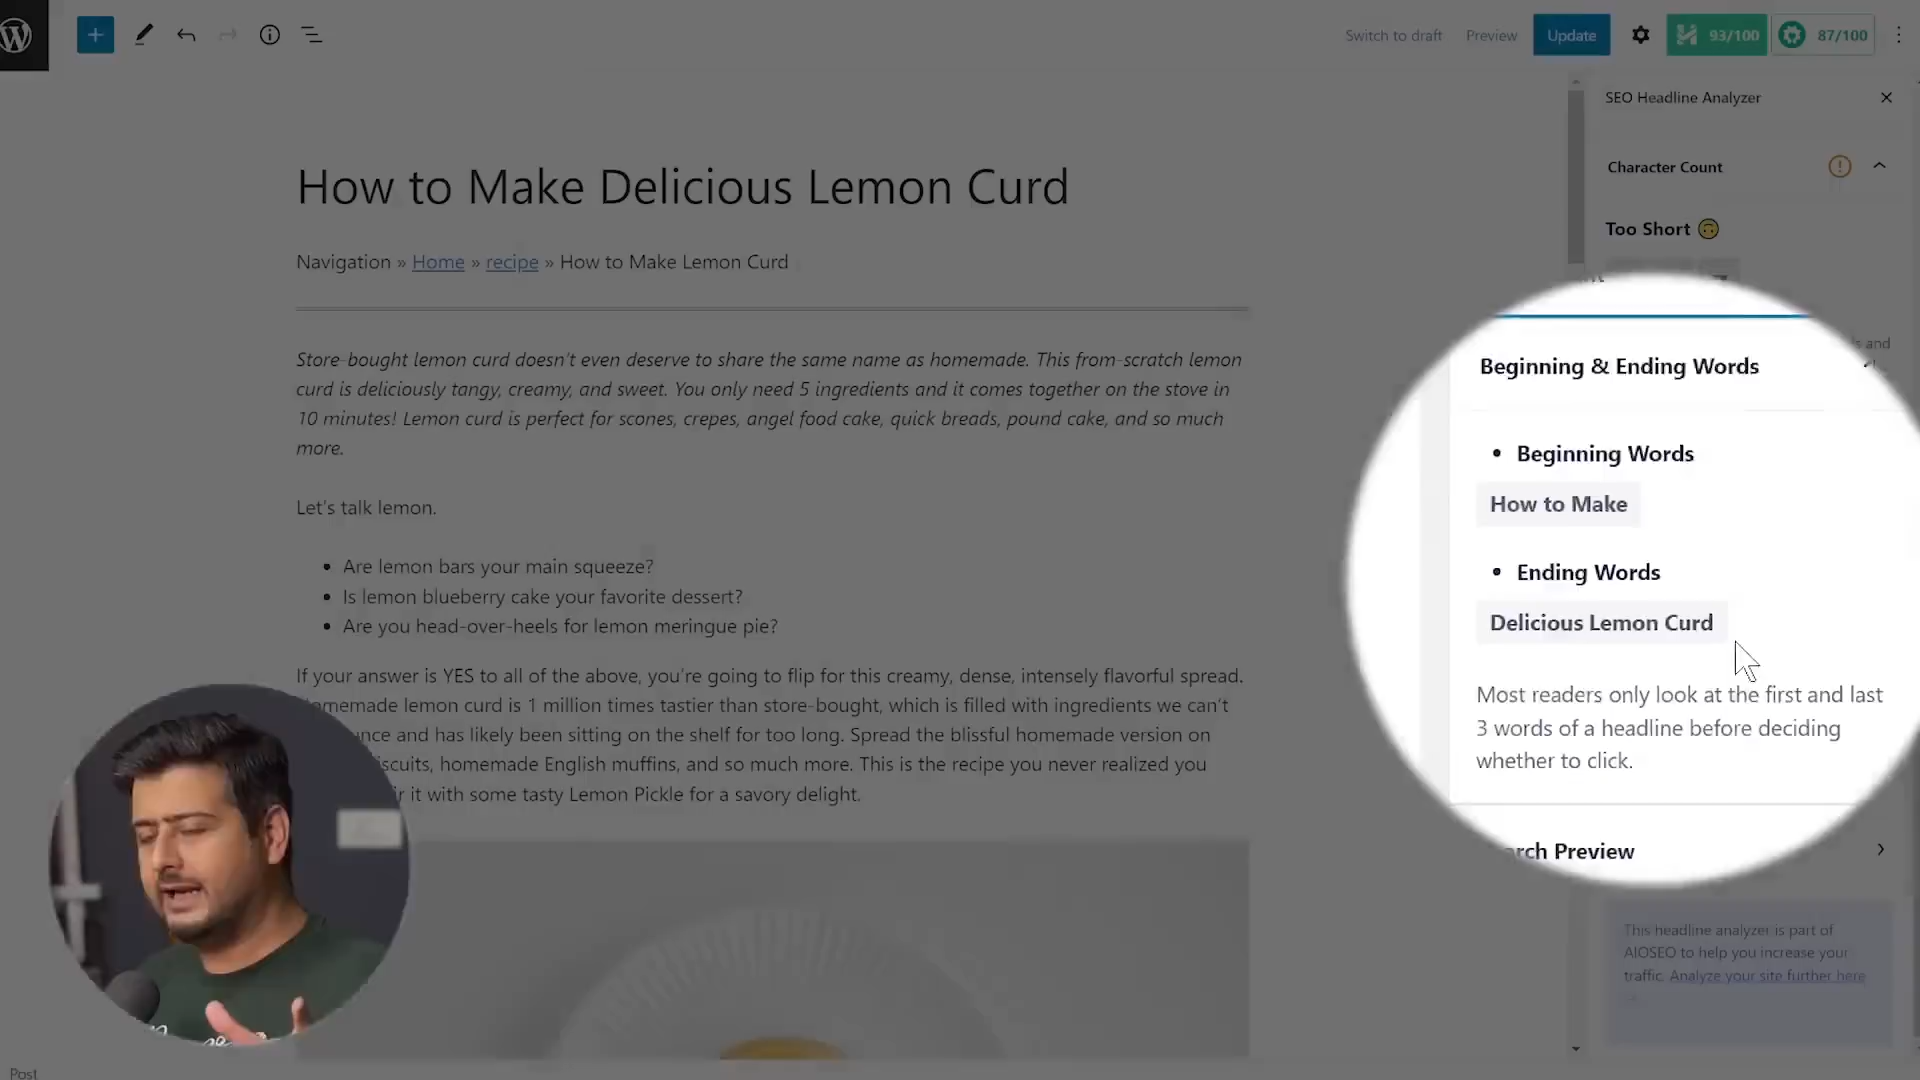 Switch to draft
Preview
Update
93/100
87/100
SEO Headline Analyzer
Character Count
Too Short
How to Make Delicious Lemon Curd
Navigation » Home » recipe » How to Make Lemon Curd
Store-bought lemon curd doesn't even deserve to share the same name as homemade. This from-scratch lemon
curd is deliciously tangy, creamy, and sweet. You only need 5 ingredients and it comes together on the stove in
10 minutes! Lemon curd is perfect for scones, crepes, angel food cake, quick breads, pound cake, and so much
more.
Let's talk lemon.
Are lemon bars your main squeeze?
Is lemon blueberry cake your favorite dessert?
Are you head-over-heels for lemon meringue pie?
If your answer is YES to all of the above, you're going to flip for this creamy, dense, intensely flavorful spread.
lemon curd is 1 million times tastier than store-bought, which is filled with ingredients we can't
and has likely been sitting on the shelf for too long. Spread the blissful homemade version on
homemade English muffins, and so much more. This is the recipe you never realized you
it with some tasty Lemon Pickle for a savory delight.
and
Beginning & Ending Words
Beginning Words
How to Make
Ending Words
Delicious Lemon Curd
Most readers only look at the first and last
3 words of a headline before deciding
whether to click.
Preview
This headline analyzer is part of
AIOSEO to help you increase your
traffic. Analyze your site further here
Post